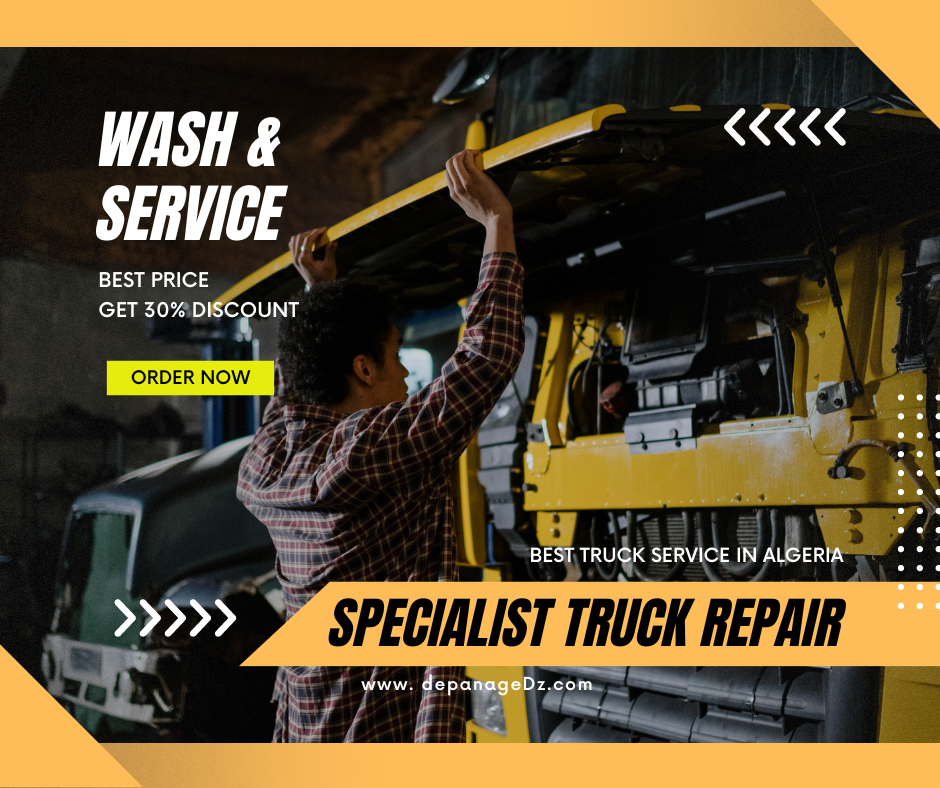 WASH &
SERVICE
BEST PRICE
GET 30% DISCOUNT
ORDER NOW
BEST TRUCK SERVICE IN ALGERIA
SPECIALIST TRUCK REPAIR
www. depanageDz.com